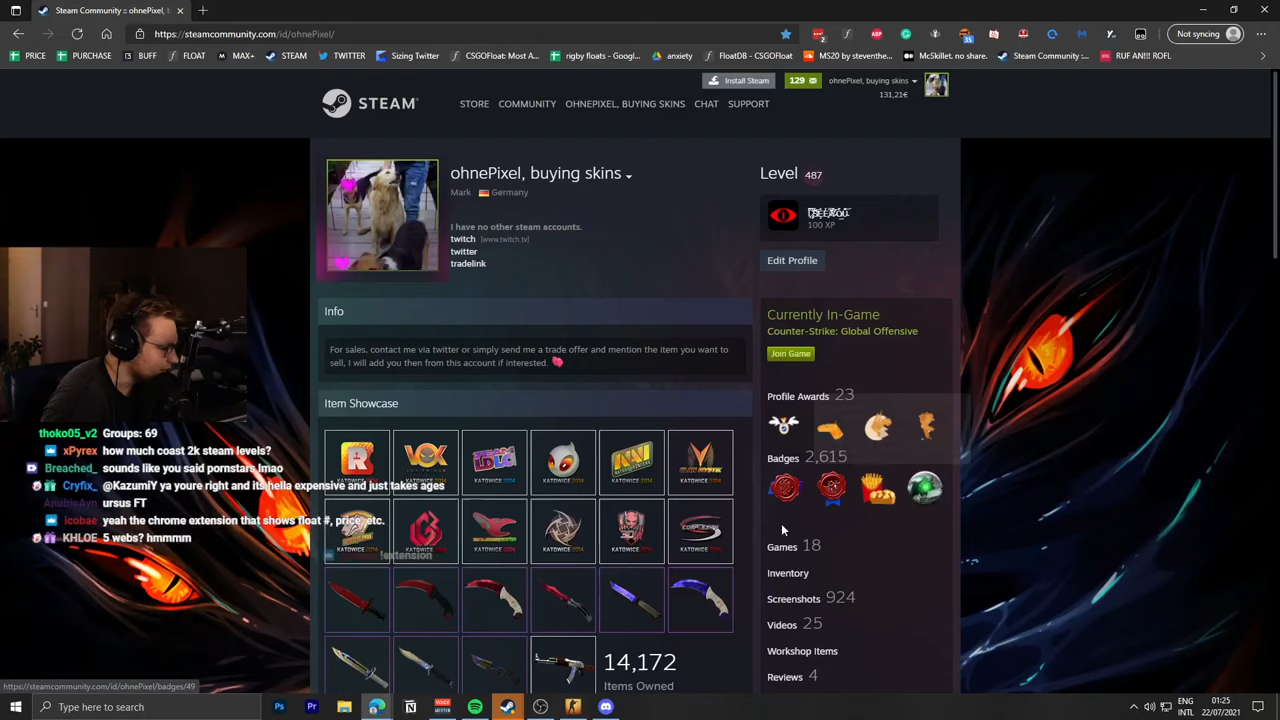 Steam Community :: ohnePixel, t
https://steamcommunity.com/id/ohnePixel/
Not syncing
PRICE
PURCHASE
BUFF
FLOAT
MAX+
STEAM
TWITTER
Sizing Twitter
CSGOFloat: Most A...
rigby floats - Googl...
anxiety
FloatDB - CSGOFloat
MS20 by steventhe...
McSkillet, no share.
Steam Community :...
RUF AN!!! ROFL
Install Steam
129
ohnePixel, buying skins
131,21€
STEAM
STORE
COMMUNITY
OHNEPIXEL, BUYING SKINS
CHAT
SUPPORT
ohnePixel, buying skins
Mark
Germany
I have no other steam accounts.
twitch [www.twitch.tv]
twitter
tradelink
Level 487
100 XP
Edit Profile
Info
For sales, contact me via twitter or simply send me a trade offer and mention the item you want to
sell, I will add you then from this account if interested.
Item Showcase
KATOWICE 2014
14,172
Items Owned
Currently In-Game
Counter-Strike: Global Offensive
Join Game
Profile Awards 23
Badges 2,615
Games 18
Inventory
Screenshots 924
Videos 25
Workshop Items
Reviews 4
thoko05_v2 Groups: 69
xPyrex how much coast 2k steam levels?
Breached_ sounds like you said pornstars lmao
Cryfix_ @KazumiY ya youre right and its hella expensive and just takes ages
AnubisAyn ursus FT
icobae yeah the chrome extension that shows float #, price, etc.
KHLOE 5 webs? hmmmm
!extension
https://steamcommunity.com/id/ohnePixel/badges/49
Type here to search
ENG
INTL
01:25
22/07/2021